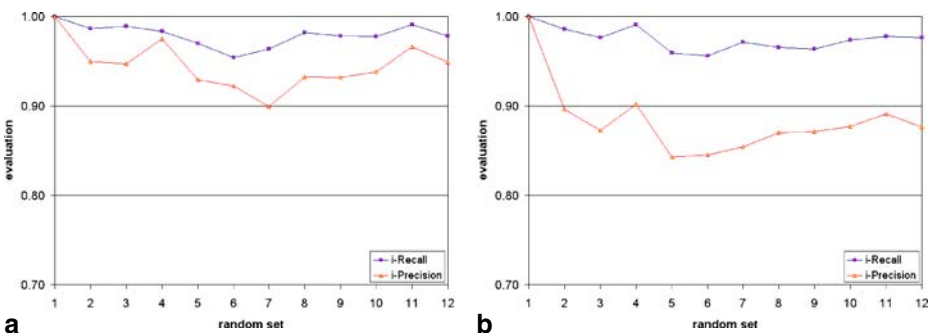 1.00
0.90
0.80
0.70
evaluation
1 2 3 4 5 6 7 8 9 10 11 12
random set
i-Recall
i-Precision
a
1.00
0.90
0.80
0.70
evaluation
1 2 3 4 5 6 7 8 9 10 11 12
random set
i-Recall
i-Precision
b